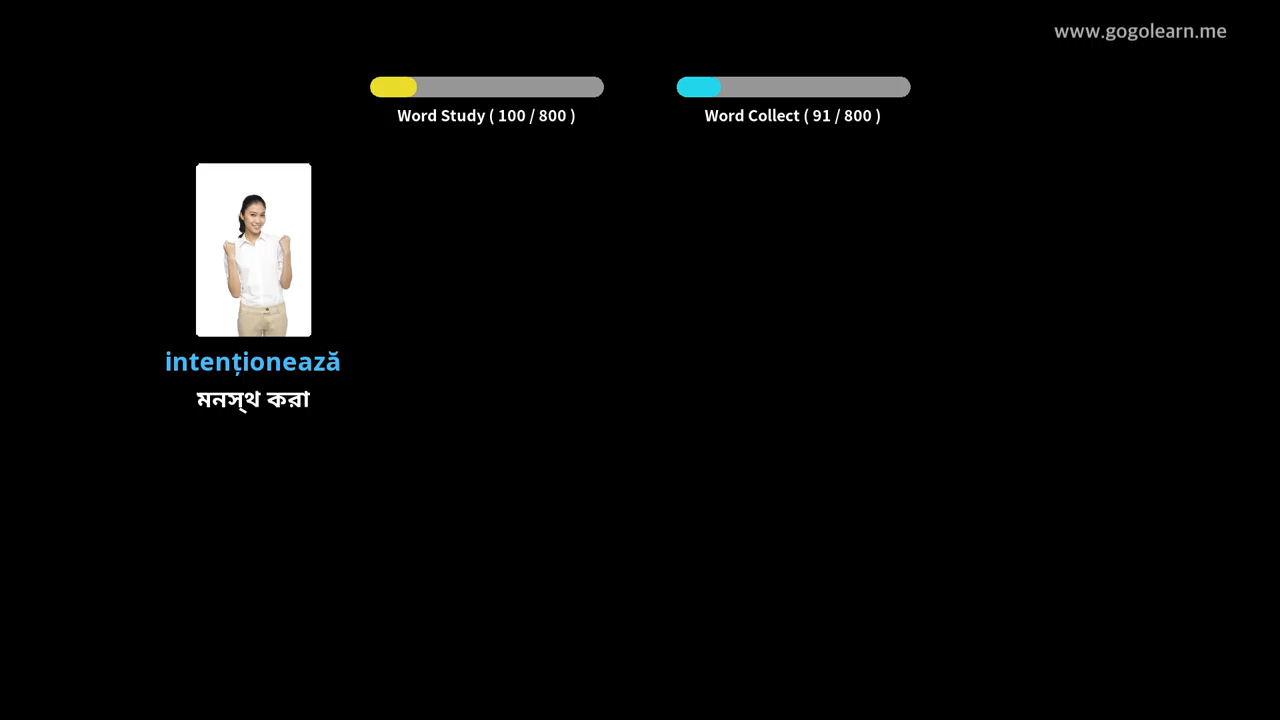 www.gogolearn.me
Word Study ( 100 / 800 )
Word Collect ( 91 / 800 )
intenționează
মনস্থ করা